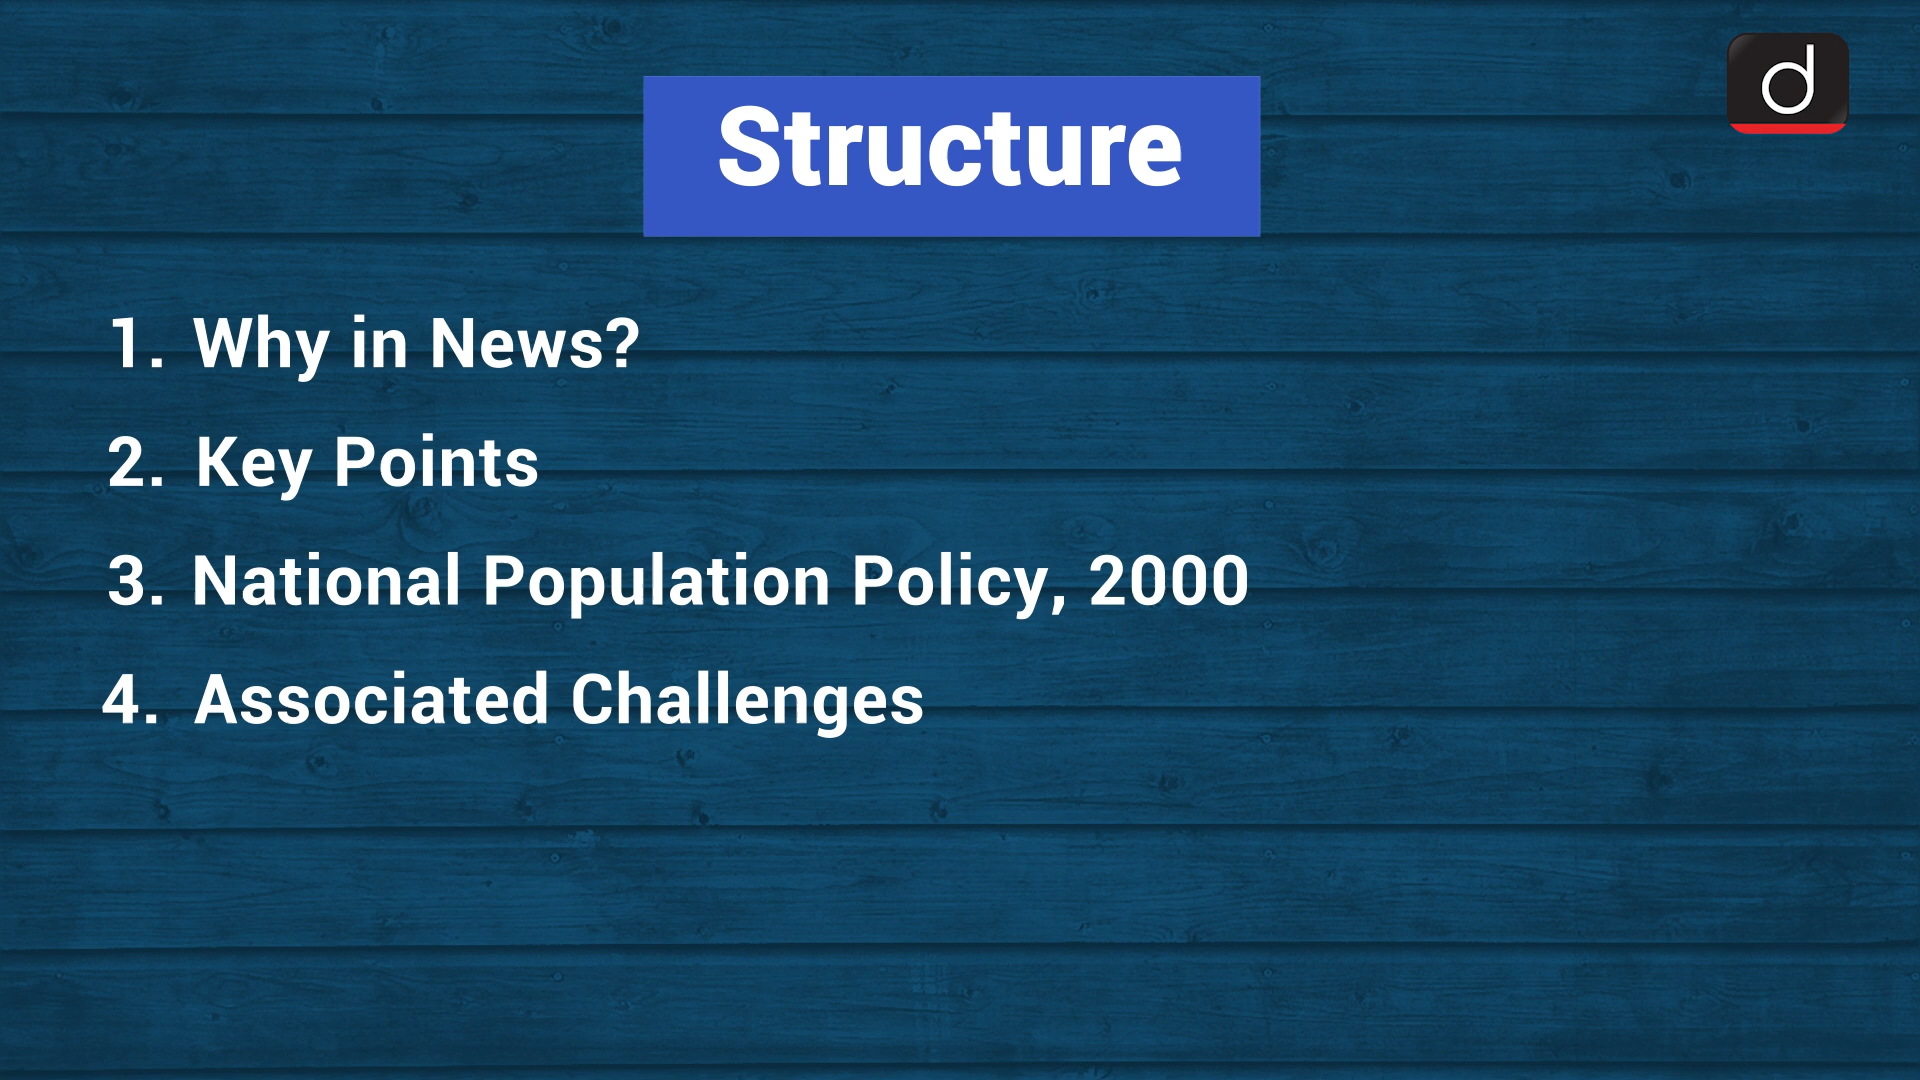 d
Structure
1. Why in News?
2. Key Points
3. National Population Policy, 2000
4. Associated Challenges